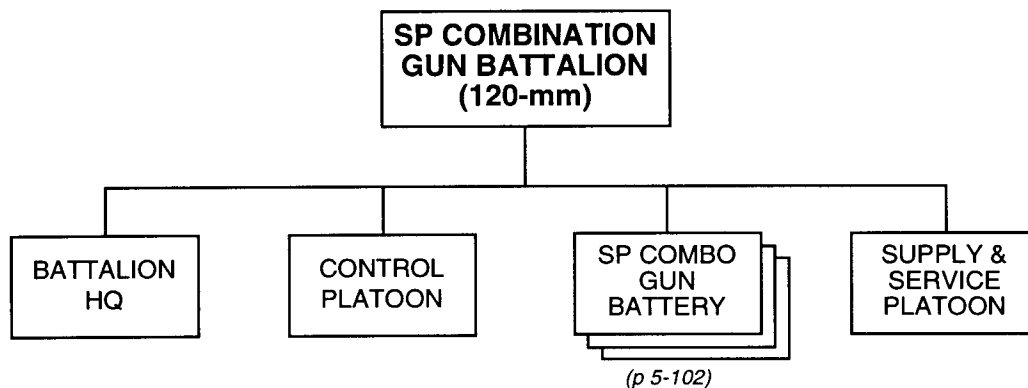 SP COMBINATION
GUN BATTALION
(120-mm)
BATTALION
HQ
CONTROL
PLATOON
SP COMBO
GUN
BATTERY
SUPPLY &
SERVICE
PLATOON
(p 5-102)